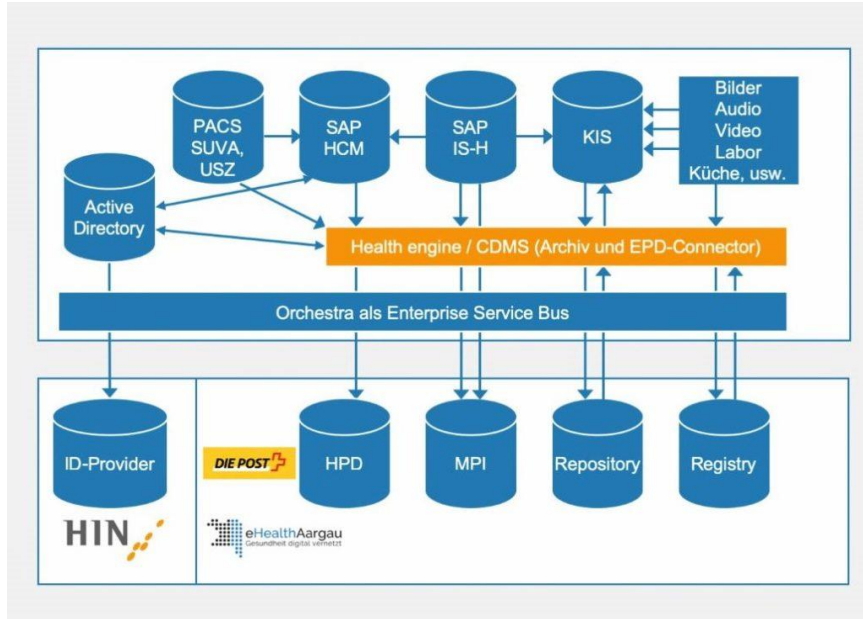 PACS
SUVA,
USZ
SAP
HCM
SAP
IS-H
KIS
Bilder
Audio
Video
Labor
Küche, usw.
Active
Directory
Health engine / CDMS (Archiv und EPD-Connector)
Orchestra als Enterprise Service Bus
ID-Provider
DIE POST
HPD
MPI
Repository
Registry
HIN
eHealthAargau
Gesundheit digital vernetzt